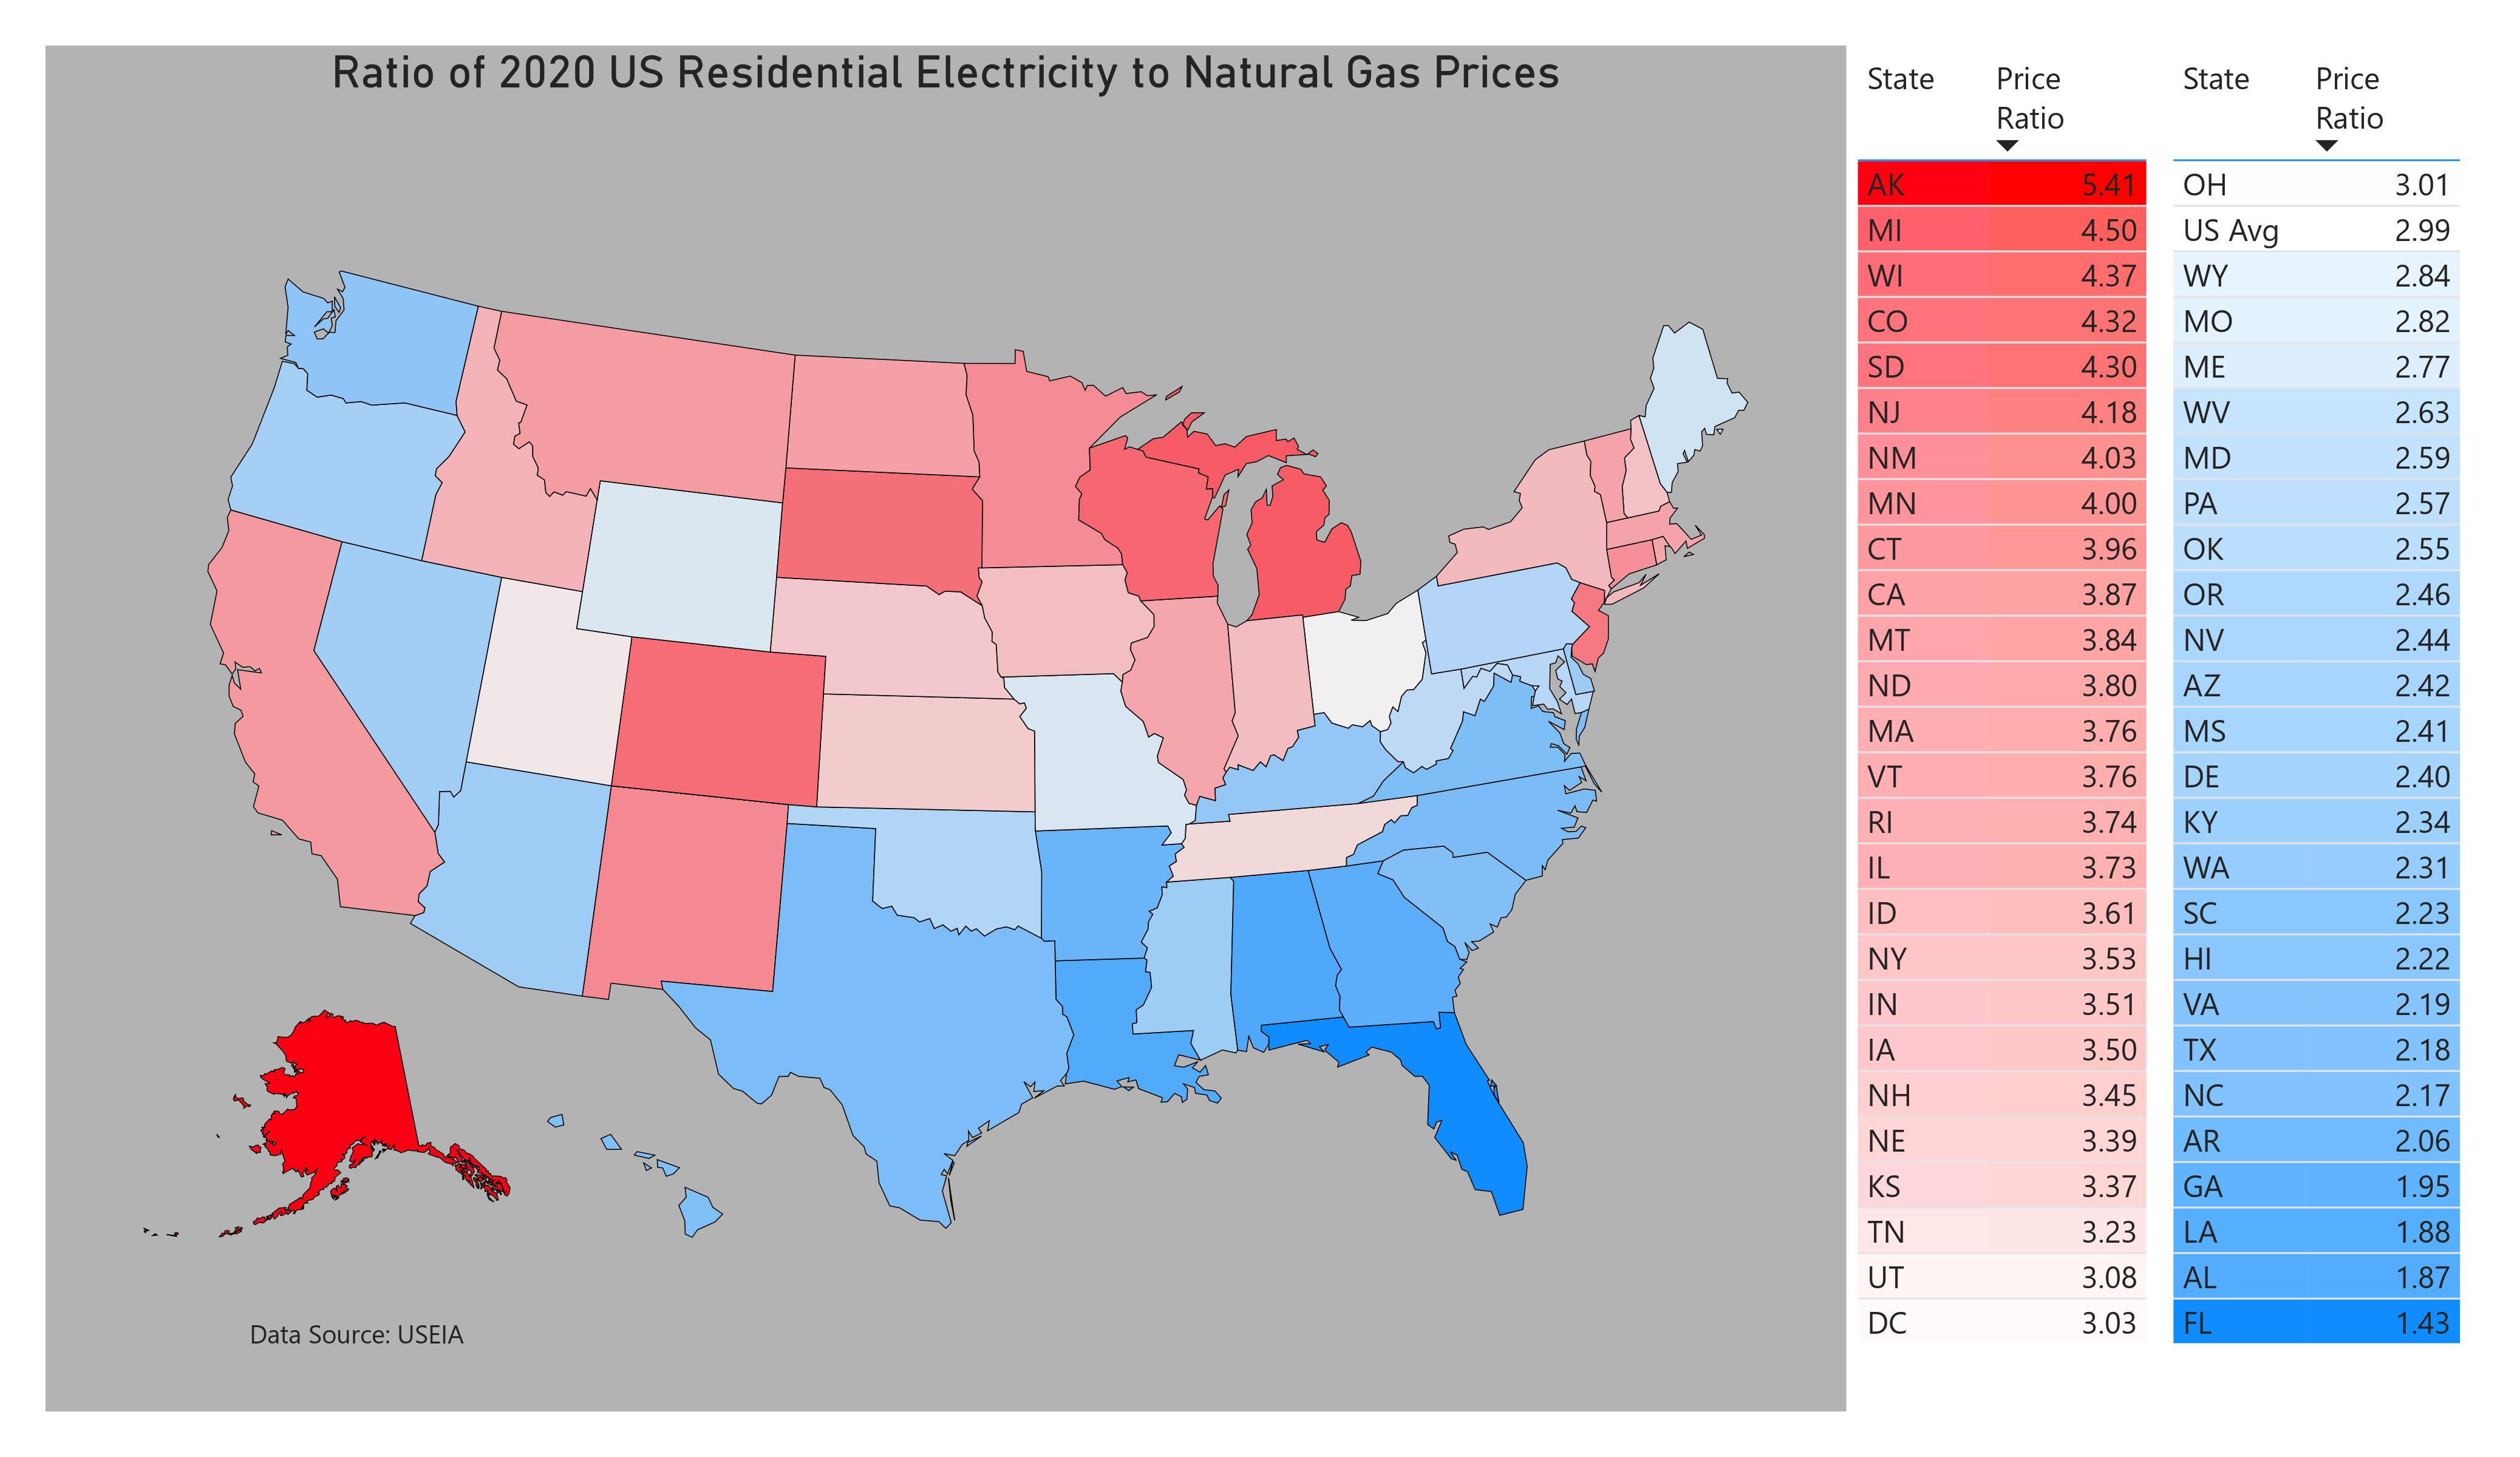 Ratio of 2020 US Residential Electricity to Natural Gas Prices
Data Source: USEIA
State Price Ratio
AK 5.41
MI 4.50
WI 4.37
CO 4.32
SD 4.30
NJ 4.18
NM 4.03
MN 4.00
CT 3.96
CA 3.87
MT 3.84
ND 3.80
MA 3.76
VT 3.76
RI 3.74
IL 3.73
ID 3.61
NY 3.53
IN 3.51
IA 3.50
NH 3.45
NE 3.39
KS 3.37
TN 3.23
UT 3.08
DC 3.03
State Price Ratio
OH 3.01
US Avg 2.99
WY 2.84
MO 2.82
ME 2.77
WV 2.63
MD 2.59
PA 2.57
OK 2.55
OR 2.46
NV 2.44
AZ 2.42
MS 2.41
DE 2.40
KY 2.34
WA 2.31
SC 2.23
HI 2.22
VA 2.19
TX 2.18
NC 2.17
AR 2.06
GA 1.95
LA 1.88
AL 1.87
FL 1.43